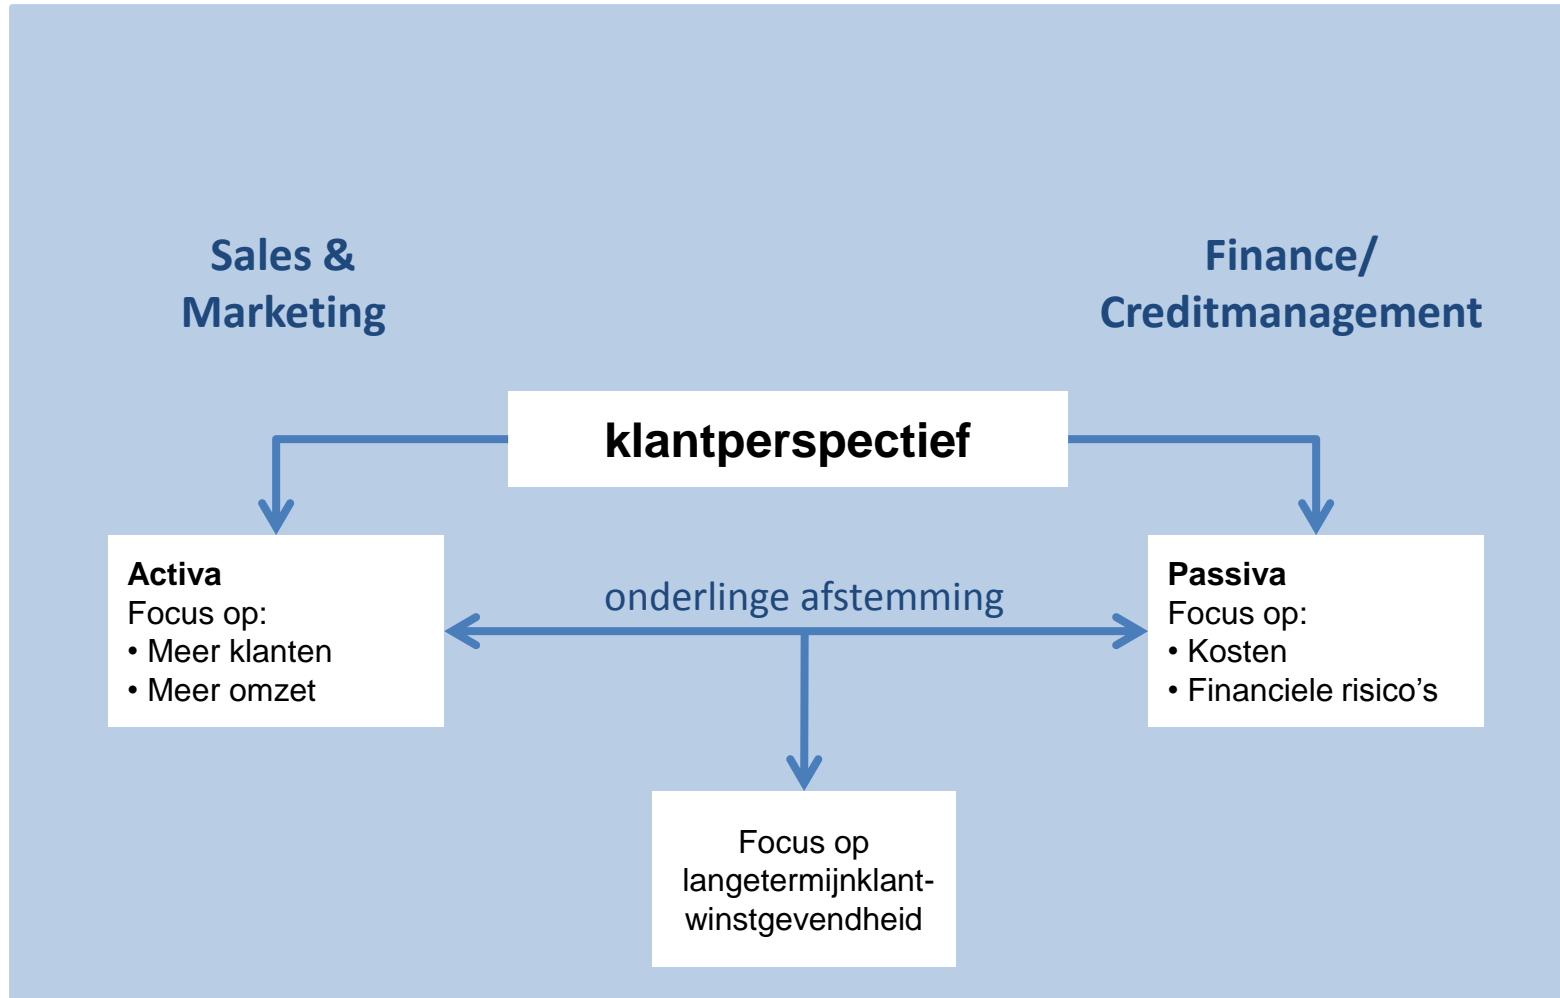 Sales &
Marketing
Finance/
Creditmanagement
klantperspectief
Activa
Focus op:
• Meer klanten
• Meer omzet
onderlinge afstemming
Passiva
Focus op:
• Kosten
• Financiele risico’s
Focus op
langetermijnklant-
winstgevendheid